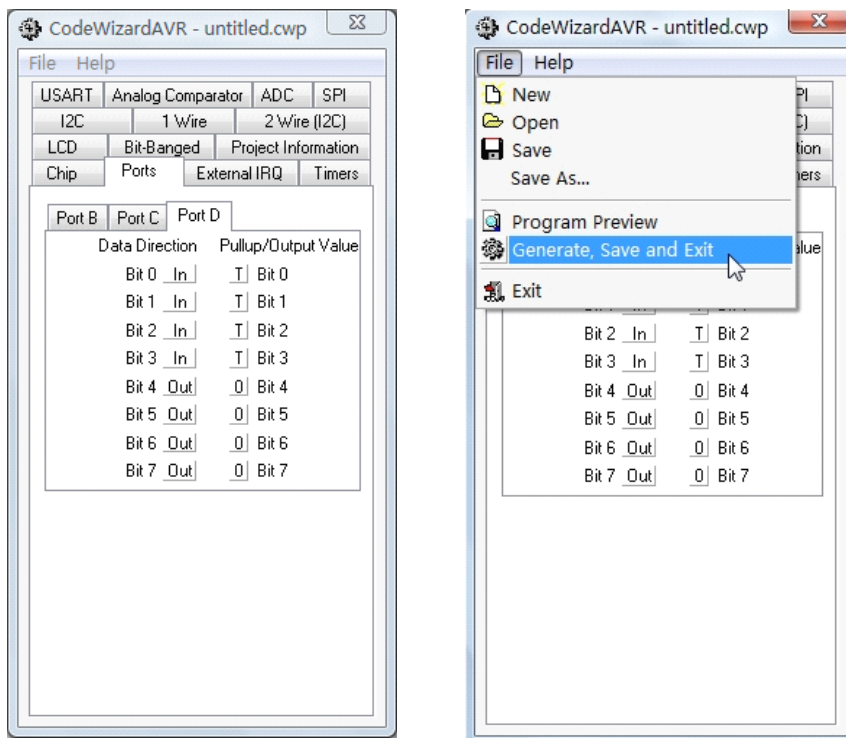 CodeWizardAVR - untitled.cwp
File Help
USART Analog Comparator ADC SPI
I2C 1 Wire 2 Wire (I2C)
LCD Bit-Banged Project Information
Chip Ports External IRQ Timers
Port B Port C Port D
Data Direction Pullup/Output Value
Bit 0 In T Bit 0
Bit 1 In T Bit 1
Bit 2 In T Bit 2
Bit 3 In T Bit 3
Bit 4 Out 0 Bit 4
Bit 5 Out 0 Bit 5
Bit 6 Out 0 Bit 6
Bit 7 Out 0 Bit 7
CodeWizardAVR - untitled.cwp
File Help
New
Open
Save
Save As...
Program Preview
Generate, Save and Exit
Exit
Bit 2 In T Bit 2
Bit 3 In T Bit 3
Bit 4 Out 0 Bit 4
Bit 5 Out 0 Bit 5
Bit 6 Out 0 Bit 6
Bit 7 Out 0 Bit 7